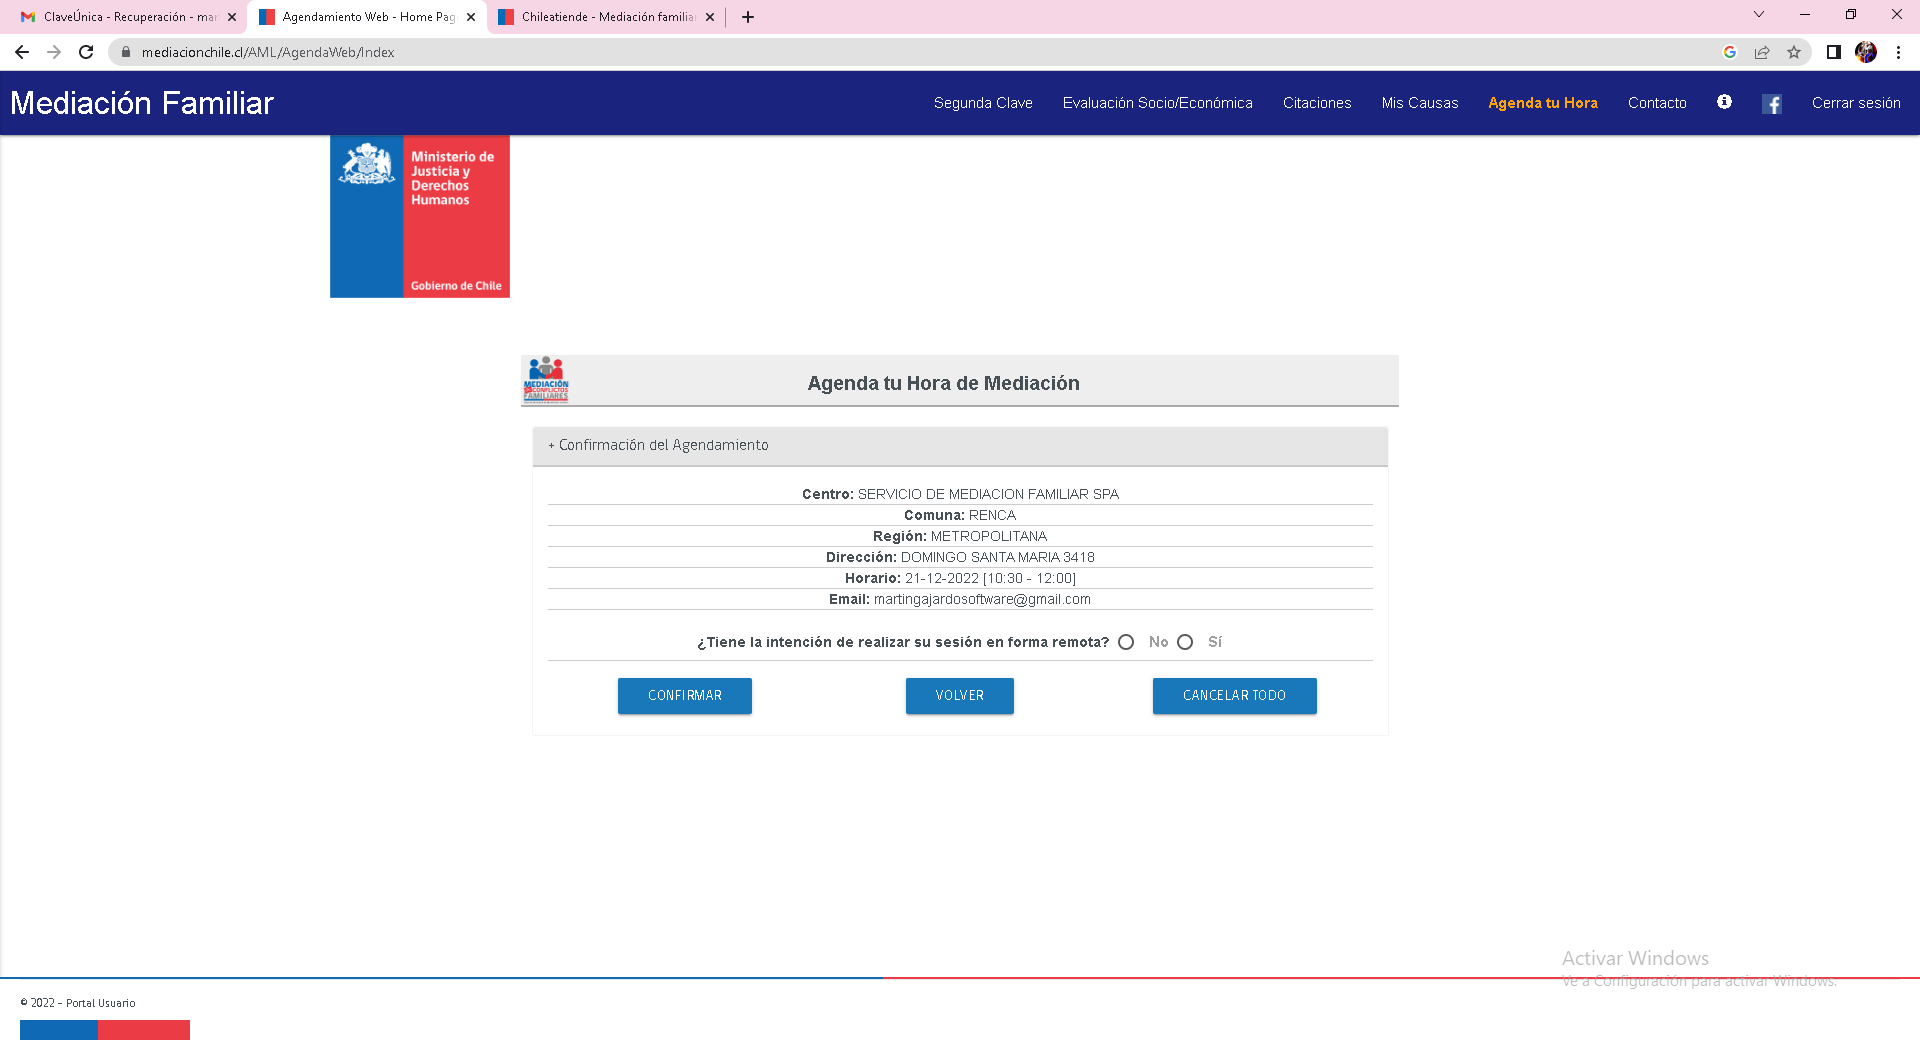 ClaveÚnica - Recuperación - mar
Agendamiento Web - Home Pag
Chileatiende - Mediación familia
mediacionchile.cl/AML/AgendaWeb/Index
Mediación Familiar
Segunda Clave
Evaluación Socio/Económica
Citaciones
Mis Causas
Agenda tu Hora
Contacto
Cerrar sesión
Ministerio de
Justicia y
Derechos
Humanos
Gobierno de Chile
MEDIACIÓN
CONFLICTOS
FAMILIARES
Agenda tu Hora de Mediación
+ Confirmación del Agendamiento
Centro: SERVICIO DE MEDIACION FAMILIAR SPA
Comuna: RENCA
Región: METROPOLITANA
Dirección: DOMINGO SANTA MARIA 3418
Horario: 21-12-2022 [10:30 - 12:00]
Email: martingajardosoftware@gmail.com
¿Tiene la intención de realizar su sesión en forma remota? No Sí
CONFIRMAR
VOLVER
CANCELAR TODO
Activar Windows
Ve a Configuración para activar Windows.
© 2022 - Portal Usuario